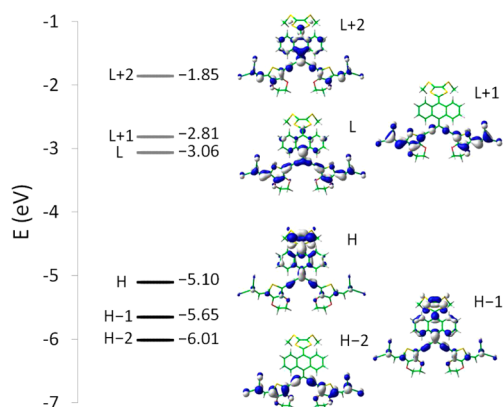 -1
L+2
L+2
−1.85
-2
L+1
L+1
−2.81
L
L
−3.06
-3
E (eV)
-4
H
H
−5.10
-5
H−1
H−1
−5.65
H−2
H−2
−6.01
-6
-7